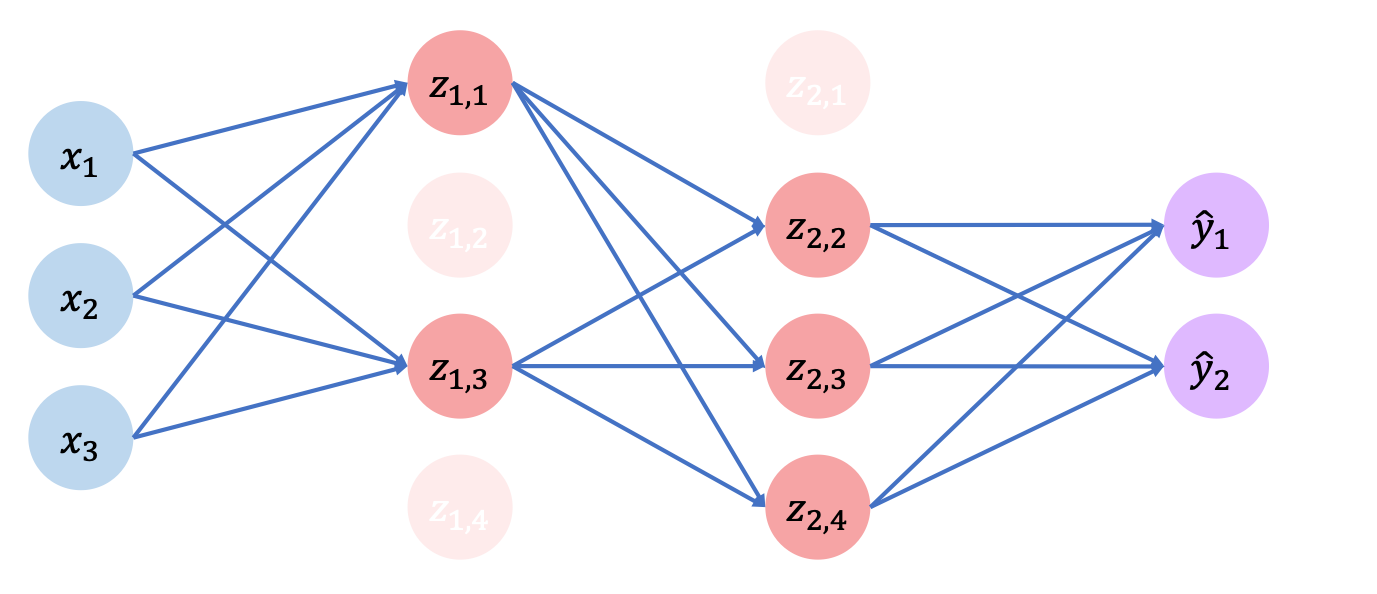 x₁
x₂
x₃
z₁,₁
z₁,₂
z₁,₃
z₁,₄
z₂,₁
z₂,₂
z₂,₃
z₂,₄
ŷ₁
ŷ₂